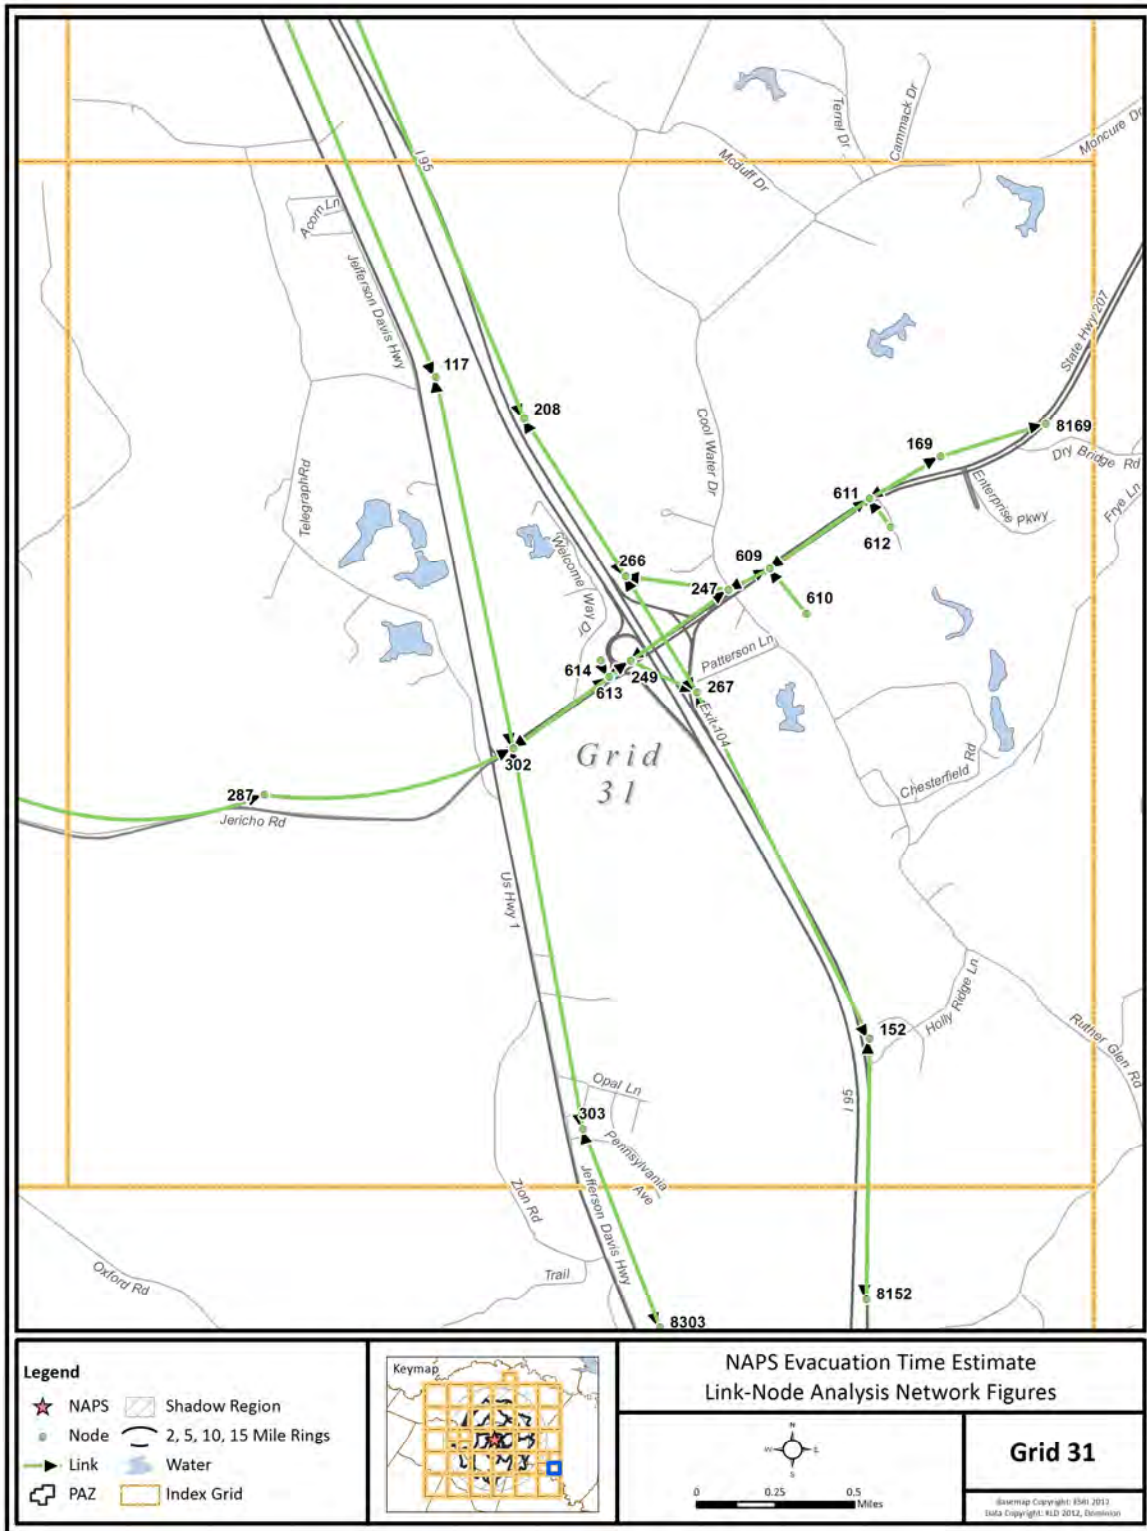 I 95
Terrel Dr
Cammack Dr
Moncure Dr
Mcduff Dr
Acorn Ln
Jefferson Davis Hwy
State Hwy 207
117
208
Cool Water Dr
169
8169
Dry Bridge Rd
TelegraphRd
611
Enterprise
Pkwy
Frye Ln
612
Welcome Way Dr
266
609
247
610
614
249
613
Patterson Ln
267
Exit 104
302
Grid
31
287
Jericho Rd
Chesterfield Rd
Us Hwy 1
152
Holly Ridge Ln
Ruther Glen Rd
Opal Ln
I 95
303
Pennsylvania
Ave
Zion Rd
Jefferson Davis Hwy
Oxford Rd
Trail
8152
8303
Legend
NAPS
Shadow Region
Node
2, 5, 10, 15 Mile Rings
Link
Water
PAZ
Index Grid
Keymap
NAPS Evacuation Time Estimate
Link-Node Analysis Network Figures
N
W
E
S
0 0.25 0.5
Miles
Grid 31
Basemap Copyright: ESRI 2012
Data Copyright: KLD 2012, Dominion